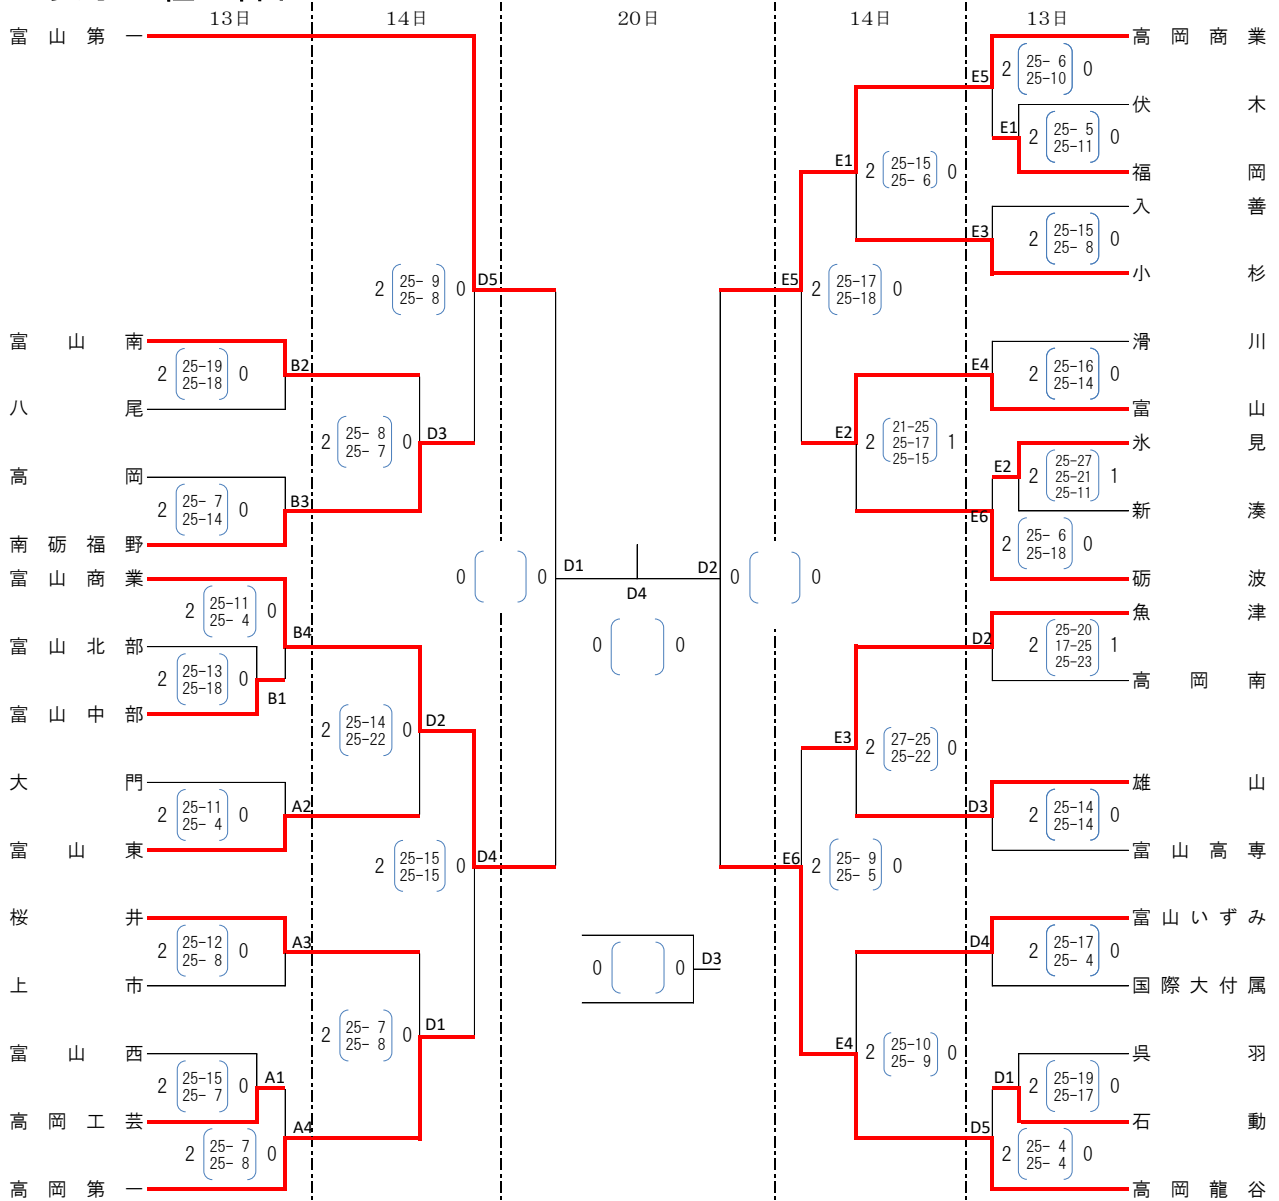 13日 14日 20日 14日 13日
富山第一
D5
2 25- 9 0
25- 8
富山南
B2
2 25-19 0
25-18
八尾
D3
2 25- 8 0
25- 7
高岡
B3
2 25- 7 0
25-14
南砺福野
富山商業
2 25-11 0
25- 4
B4
富山北部
2 25-13 0
25-18
B1
富山中部
D2
2 25-14 0
25-22
大門
A2
2 25-11 0
25- 4
富山東
D4
2 25-15 0
25-15
桜井
A3
2 25-12 0
25- 8
上市
D1
2 25- 7 0
25- 8
富山西
A1
2 25-15 0
25- 7
高岡工芸
A4
2 25- 7 0
25- 8
高岡第一
0 0
D1
D4
0 0
D2
0 0
D3
0 0
高岡商業
E5
2 25- 6 0
25-10
伏木
E1
2 25- 5 0
25-11
福岡
E1
2 25-15 0
25- 6
入善
E3
2 25-15 0
25- 8
小杉
E5
2 25-17 0
25-18
滑川
E4
2 25-16 0
25-14
富山
E2
2 21-25 1
25-17
25-15
氷見
E2
2 25-27 1
25-21
25-11
新湊
E6
2 25- 6 0
25-18
砺波
魚津
D2
2 25-20 1
17-25
25-23
高岡南
E3
2 27-25 0
25-22
雄山
D3
2 25-14 0
25-14
富山高専
E6
2 25- 9 0
25- 5
富山いずみ
D4
2 25-17 0
25- 4
国際大付属
E4
2 25-10 0
25- 9
呉羽
D1
2 25-19 0
25-17
石動
D5
2 25- 4 0
25- 4
高岡龍谷